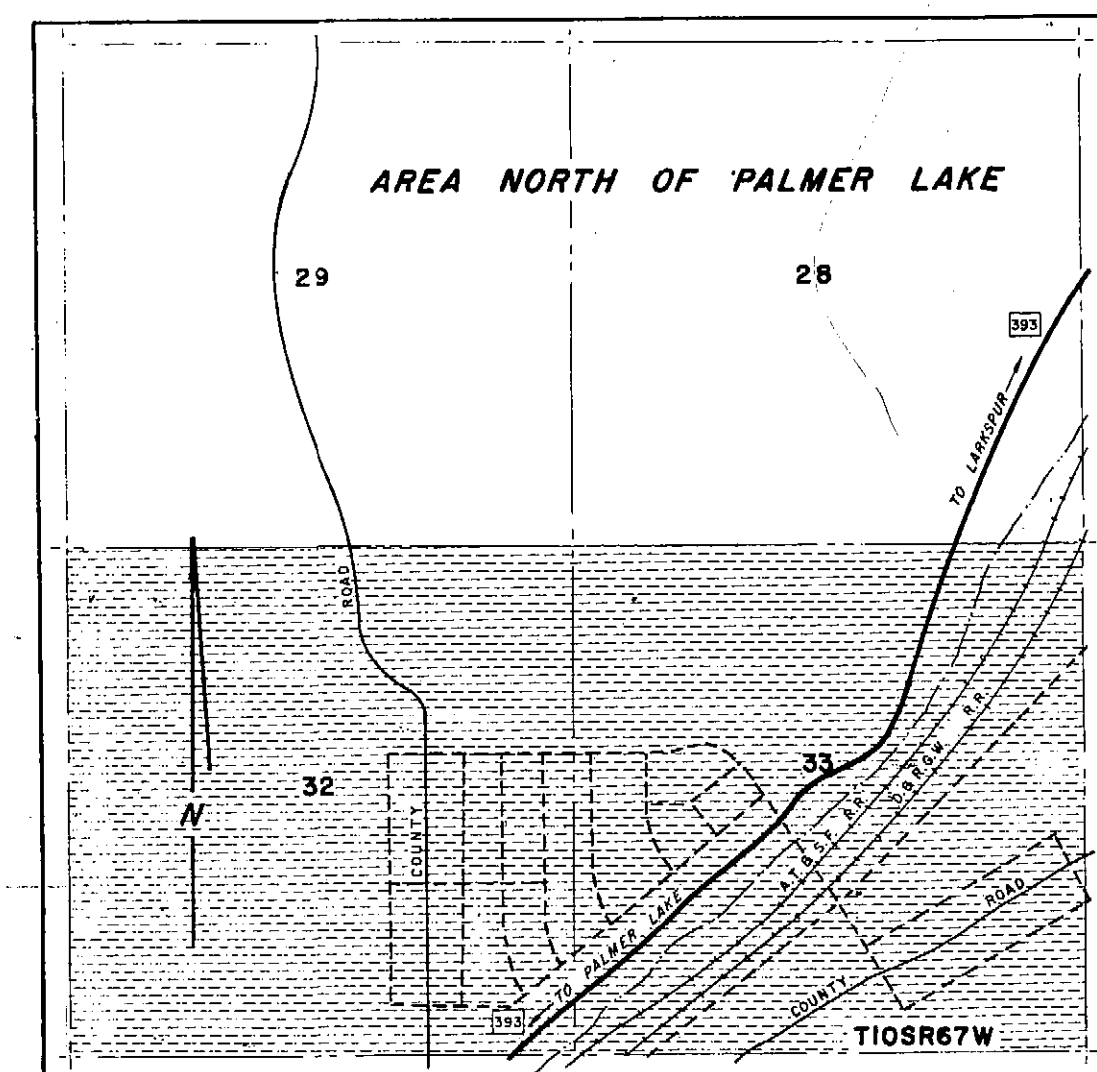 AREA NORTH OF PALMER LAKE
29
28
393
TO LARKSPUR
ROAD
32
33
N
COUNTY
A.T. & S.F. R.R.
D. & R.G.W. R.R.
TO PALMER LAKE
393
COUNTY ROAD
T10SR67W